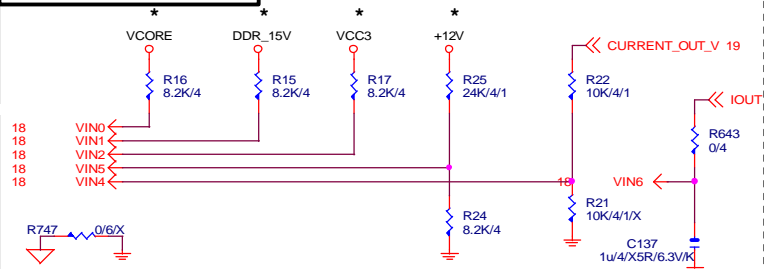 * * * *
VCORE DDR_15V VCC3 +12V
CURRENT_OUT_V 19
R16 8.2K/4
R15 8.2K/4
R17 8.2K/4
R25 24K/4/1
R22 10K/4/1
IOUT
R643 0/4
18 VIN0
18 VIN1
18 VIN2
18 VIN5
18 VIN4
18 VIN6
R24 8.2K/4
R21 10K/4/1/X
R747 0/6/X
C137 1u/4/X5R/6.3V/K